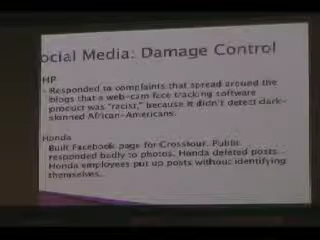 ocial Media: Damage Control
HP
- Responded to complaints that spread around the
blogs that a web-cam face tracking software
product was "racist," because it didn't detect dark-
skinned African-Americans.
Honda
Built Facebook page for Crosstour. Public
responded badly to photos. Honda deleted posts.
Honda employees put up posts without identifying
themselves.